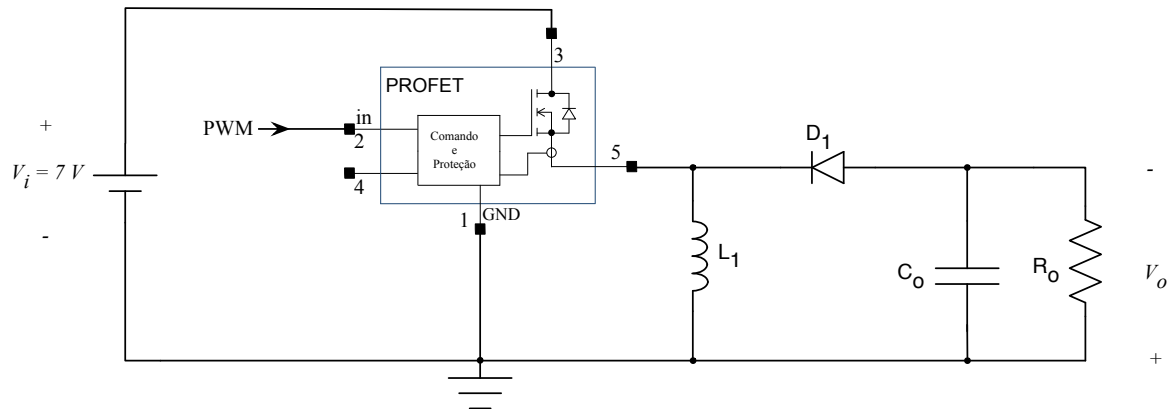 3
PROFET
in
PWM
2
Comando
e
Proteção
4
1
GND
5
D1
+
Vi = 7 V
-
L1
Co
Ro
-
Vo
+